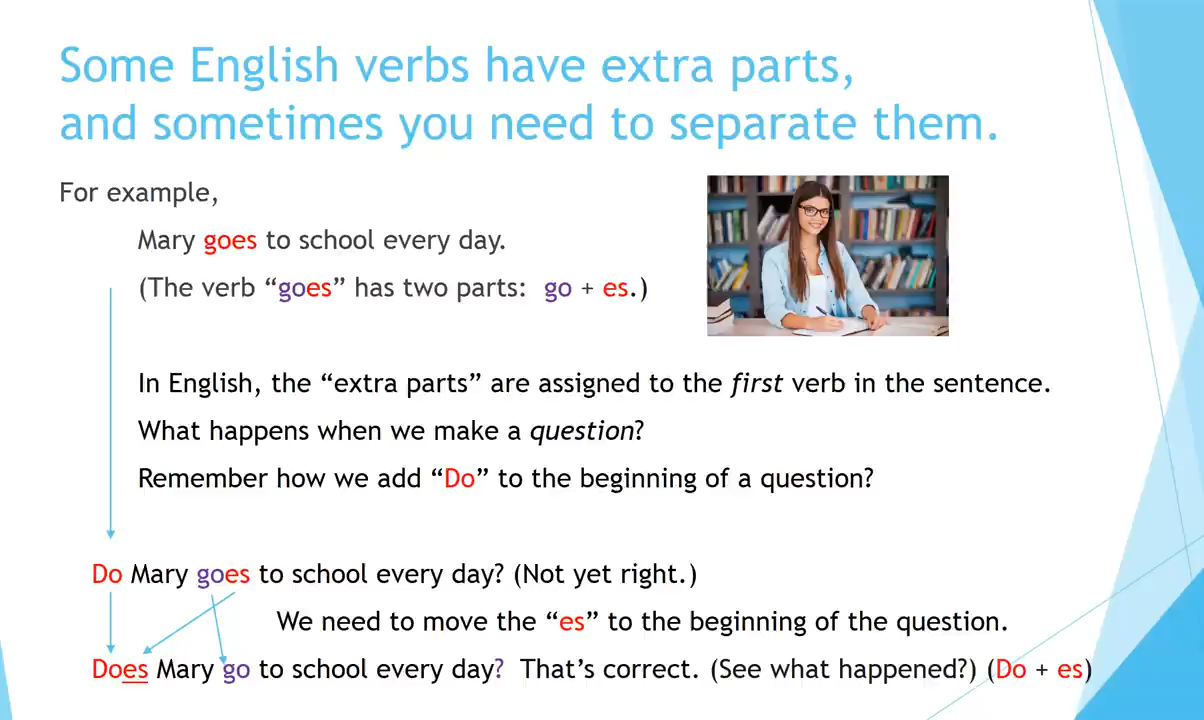 Some English verbs have extra parts,
and sometimes you need to separate them.
For example,
Mary goes to school every day.
(The verb “goes” has two parts:  go + es.)
In English, the “extra parts” are assigned to the first verb in the sentence.
What happens when we make a question?
Remember how we add “Do” to the beginning of a question?
Do Mary goes to school every day? (Not yet right.)
We need to move the “es” to the beginning of the question.
Does Mary go to school every day?  That’s correct. (See what happened?) (Do + es)